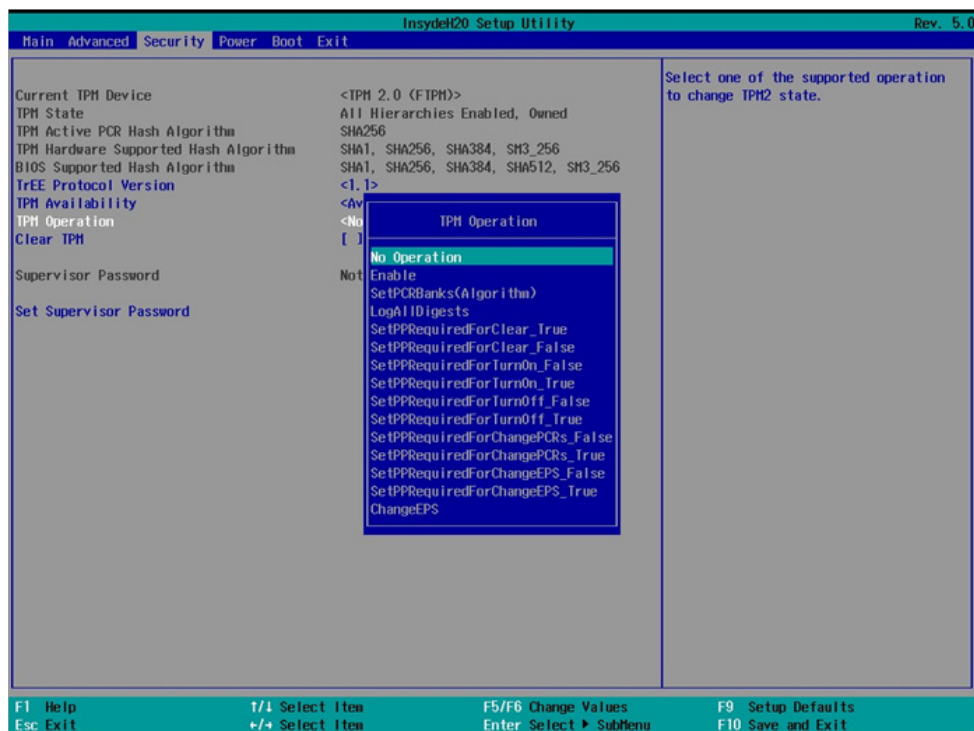 InsydeH20 Setup Utility Rev. 5.0
Main Advanced Security Power Boot Exit
Select one of the supported operation
to change TPM2 state.
Current TPM Device <TPM 2.0 (FTPM)>
TPM State All Hierarchies Enabled, Owned
TPM Active PCR Hash Algorithm SHA256
TPM Hardware Supported Hash Algorithm SHA1, SHA256, SHA384, SM3_256
BIOS Supported Hash Algorithm SHA1, SHA256, SHA384, SHA512, SM3_256
TrEE Protocol Version <1.1>
TPM Availability <Av
TPM Operation <No
Clear TPM [ ]
Supervisor Password Not
Set Supervisor Password
TPM Operation
No Operation
Enable
SetPCRBanks(Algorithm)
LogAllDigests
SetPPRequiredForClear_True
SetPPRequiredForClear_False
SetPPRequiredForTurnOn_False
SetPPRequiredForTurnOn_True
SetPPRequiredForTurnOff_False
SetPPRequiredForTurnOff_True
SetPPRequiredForChangePCRs_False
SetPPRequiredForChangePCRs_True
SetPPRequiredForChangeEPS_False
SetPPRequiredForChangeEPS_True
ChangeEPS
F1 Help ↑/↓ Select Item F5/F6 Change Values F9 Setup Defaults
Esc Exit ←/→ Select Item Enter Select ▶ SubMenu F10 Save and Exit